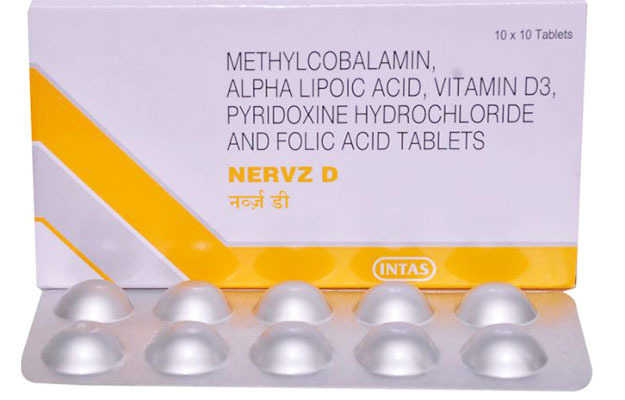 10 x 10 Tablets
METHYLCOBALAMIN,
ALPHA LIPOIC ACID, VITAMIN D3,
PYRIDOXINE HYDROCHLORIDE
AND FOLIC ACID TABLETS
NERVZ D
नर्व्ज़ डी
INTAS